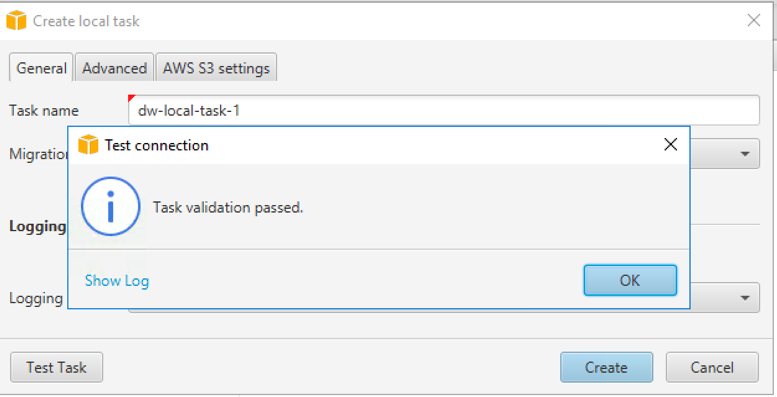 Create local task
General
Advanced
AWS S3 settings
Task name
dw-local-task-1
Migration
Test connection
Task validation passed.
Logging
Show Log
OK
Logging
Test Task
Create
Cancel